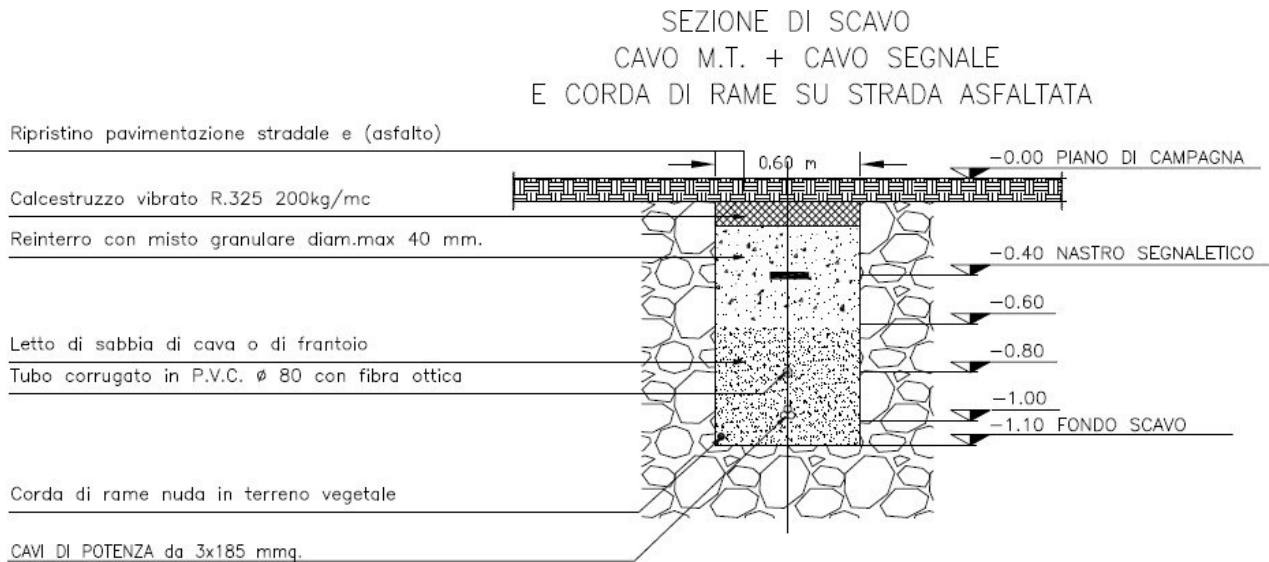 SEZIONE DI SCAVO
CAVO M.T. + CAVO SEGNALE
E CORDA DI RAME SU STRADA ASFALTATA
Ripristino pavimentazione stradale e (asfalto)
0.60 m
-0.00 PIANO DI CAMPAGNA
Calcestruzzo vibrato R.325 200kg/mc
Reinterro con misto granulare diam.max 40 mm.
-0.40 NASTRO SEGNALETICO
-0.60
Letto di sabbia di cava o di frantoio
-0.80
Tubo corrugato in P.V.C. ø 80 con fibra ottica
-1.00
-1.10 FONDO SCAVO
Corda di rame nuda in terreno vegetale
CAVI DI POTENZA da 3x185 mmq.